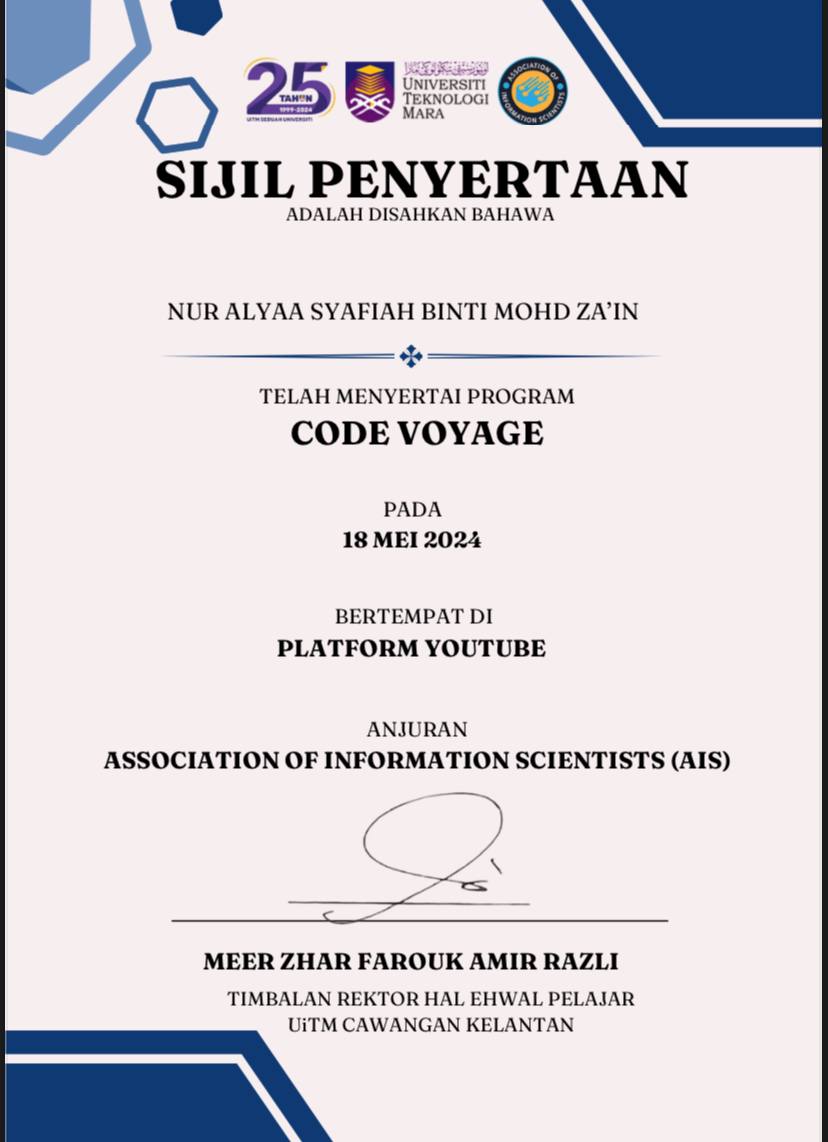 25
TAHUN
1999-2024
UiTM SEBUAH UNIVERSITI
UNIVERSITI
TEKNOLOGI
MARA
ASSOCIATION OF
INFORMATION SCIENTISTS
SIJIL PENYERTAAN
ADALAH DISAHKAN BAHAWA
NUR ALYAA SYAFIAH BINTI MOHD ZA’IN
TELAH MENYERTAI PROGRAM
CODE VOYAGE
PADA
18 MEI 2024
BERTEMPAT DI
PLATFORM YOUTUBE
ANJURAN
ASSOCIATION OF INFORMATION SCIENTISTS (AIS)
MEER ZHAR FAROUK AMIR RAZLI
TIMBALAN REKTOR HAL EHWAL PELAJAR
UiTM CAWANGAN KELANTAN